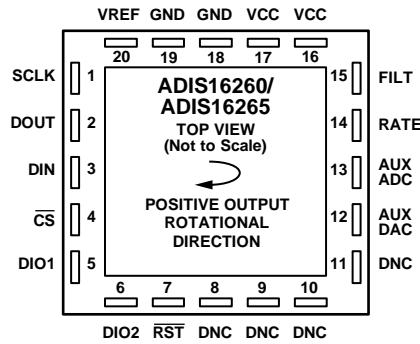 VREF GND GND VCC VCC
20 19 18 17 16
SCLK 1
DOUT 2
DIN 3
CS 4
DIO1 5
ADIS16260/
ADIS16265
TOP VIEW
(Not to Scale)
POSITIVE OUTPUT
ROTATIONAL
DIRECTION
15 FILT
14 RATE
13 AUX
ADC
12 AUX
DAC
11 DNC
6 7 8 9 10
DIO2 RST DNC DNC DNC